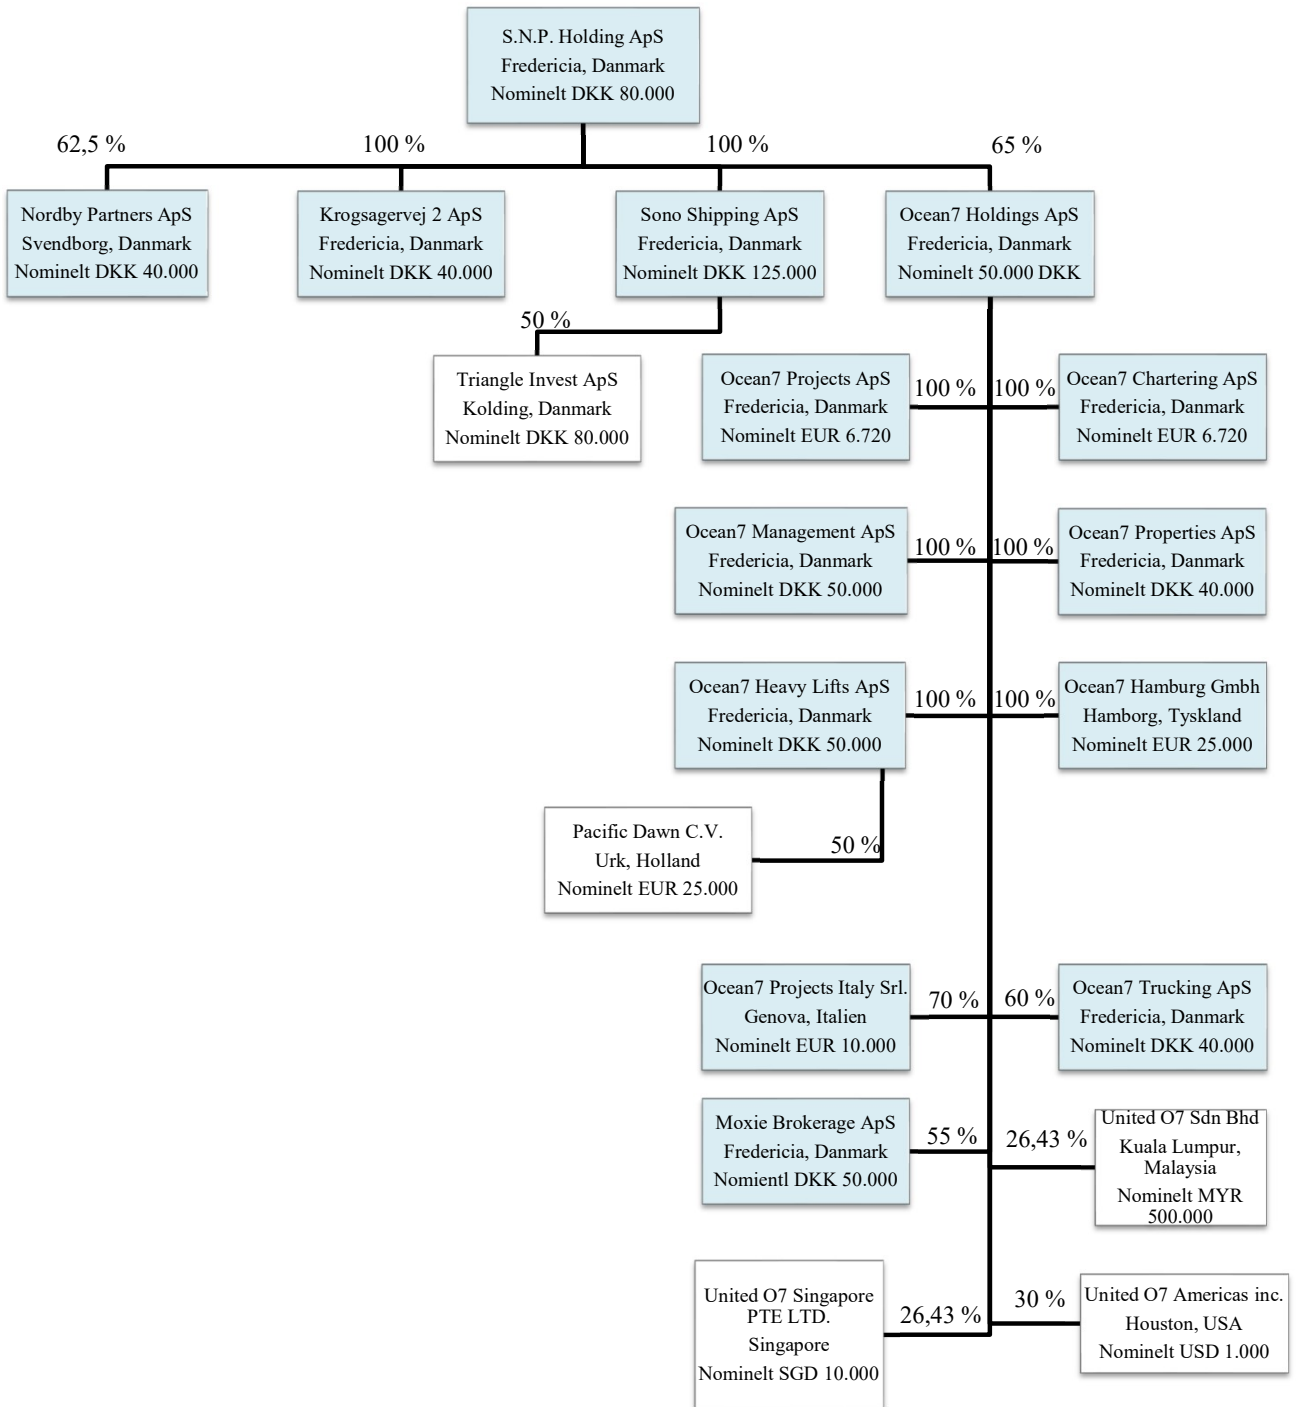 S.N.P. Holding ApS
Fredericia, Danmark
Nominelt DKK 80.000
62,5 %
100 %
100 %
65 %
Nordby Partners ApS
Svendborg, Danmark
Nominelt DKK 40.000
Krogsagervej 2 ApS
Fredericia, Danmark
Nominelt DKK 40.000
Sono Shipping ApS
Fredericia, Danmark
Nominelt DKK 125.000
Ocean7 Holdings ApS
Fredericia, Danmark
Nominelt 50.000 DKK
50 %
Triangle Invest ApS
Kolding, Danmark
Nominelt DKK 80.000
Ocean7 Projects ApS
Fredericia, Danmark
Nominelt EUR 6.720
100 %
100 %
Ocean7 Chartering ApS
Fredericia, Danmark
Nominelt EUR 6.720
Ocean7 Management ApS
Fredericia, Danmark
Nominelt DKK 50.000
100 %
100 %
Ocean7 Properties ApS
Fredericia, Danmark
Nominelt DKK 40.000
Ocean7 Heavy Lifts ApS
Fredericia, Danmark
Nominelt DKK 50.000
100 %
100 %
Ocean7 Hamburg Gmbh
Hamborg, Tyskland
Nominelt EUR 25.000
Pacific Dawn C.V.
Urk, Holland
Nominelt EUR 25.000
50 %
Ocean7 Projects Italy Srl.
Genova, Italien
Nominelt EUR 10.000
70 %
60 %
Ocean7 Trucking ApS
Fredericia, Danmark
Nominelt DKK 40.000
Moxie Brokerage ApS
Fredericia, Danmark
Nomientl DKK 50.000
55 %
26,43 %
United O7 Sdn Bhd
Kuala Lumpur,
Malaysia
Nominelt MYR
500.000
United O7 Singapore
PTE LTD.
Singapore
Nominelt SGD 10.000
26,43 %
30 %
United O7 Americas inc.
Houston, USA
Nominelt USD 1.000